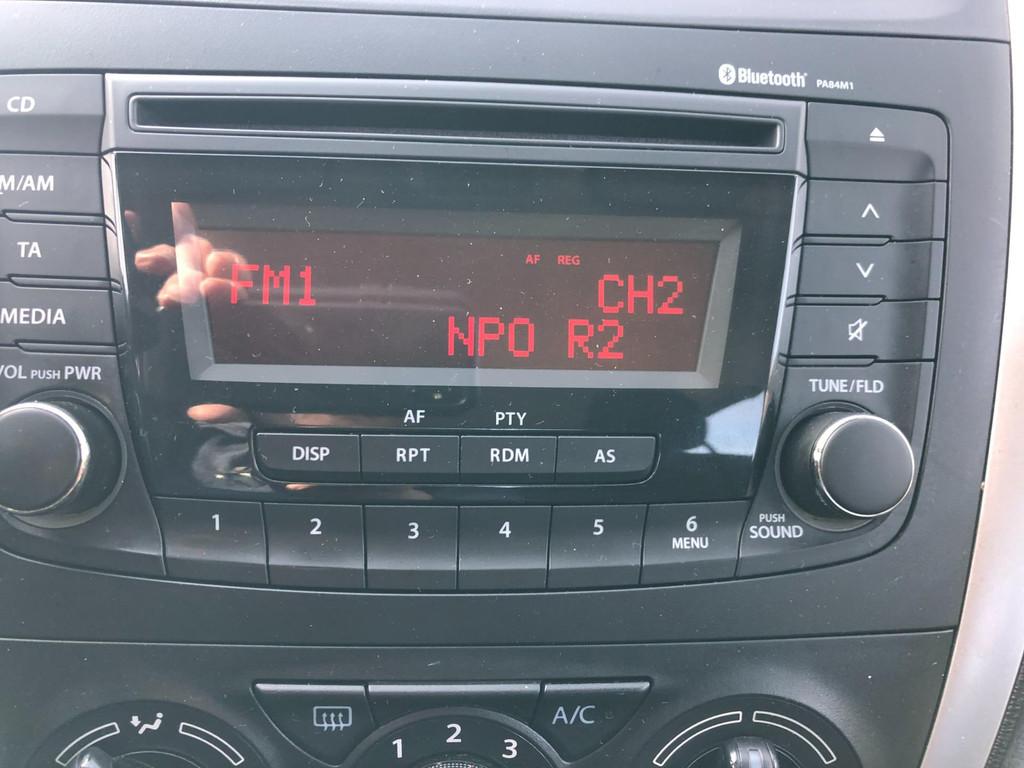 Bluetooth PA84M1
CD
M/AM
TA
MEDIA
VOL PUSH PWR
AF REG
FM1 CH2
NPO R2
TUNE/FLD
AF PTY
DISP RPT RDM AS
1 2 3 4 5 6
MENU
PUSH
SOUND
A/C
1 2 3